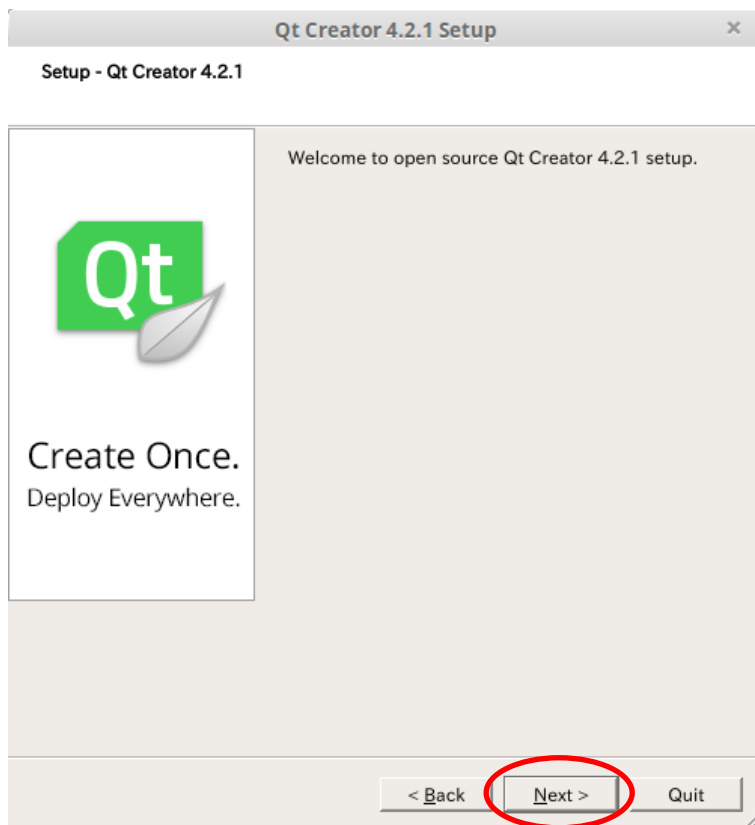 Qt Creator 4.2.1 Setup ×
Setup - Qt Creator 4.2.1
Welcome to open source Qt Creator 4.2.1 setup.
Qt
Create Once.
Deploy Everywhere.
< Back Next > Quit